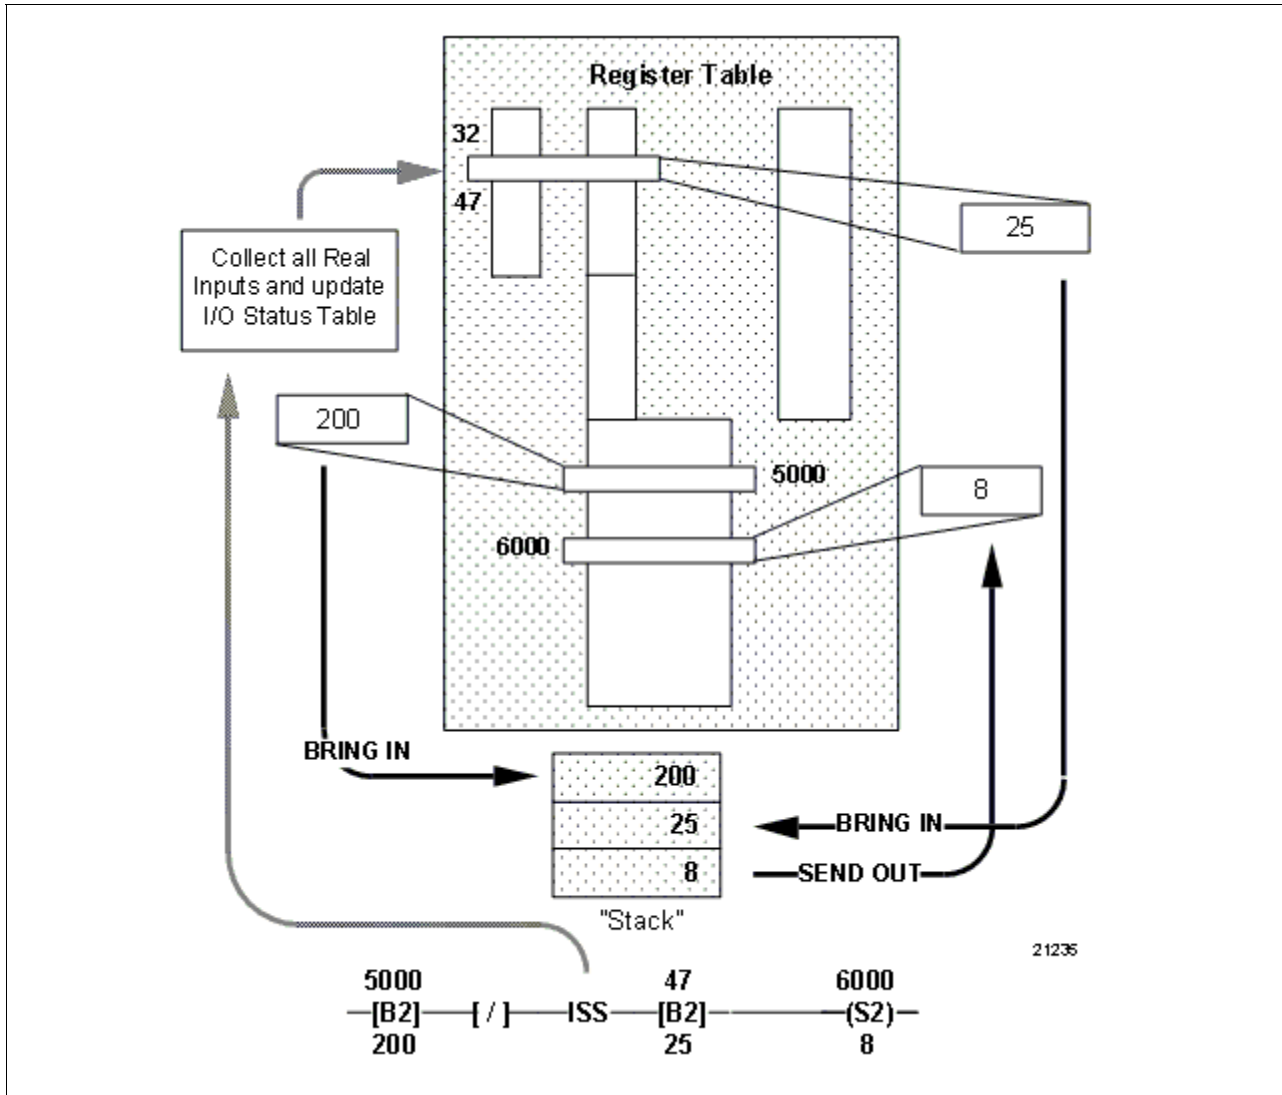 Register Table
32
47
25
Collect all Real
Inputs and update
I/O Status Table
200
5000
8
6000
BRING IN
200
25
BRING IN
8
SEND OUT
"Stack"
21235
5000 47 6000
[B2] [ / ] ISS [B2] (S2)
200 25 8